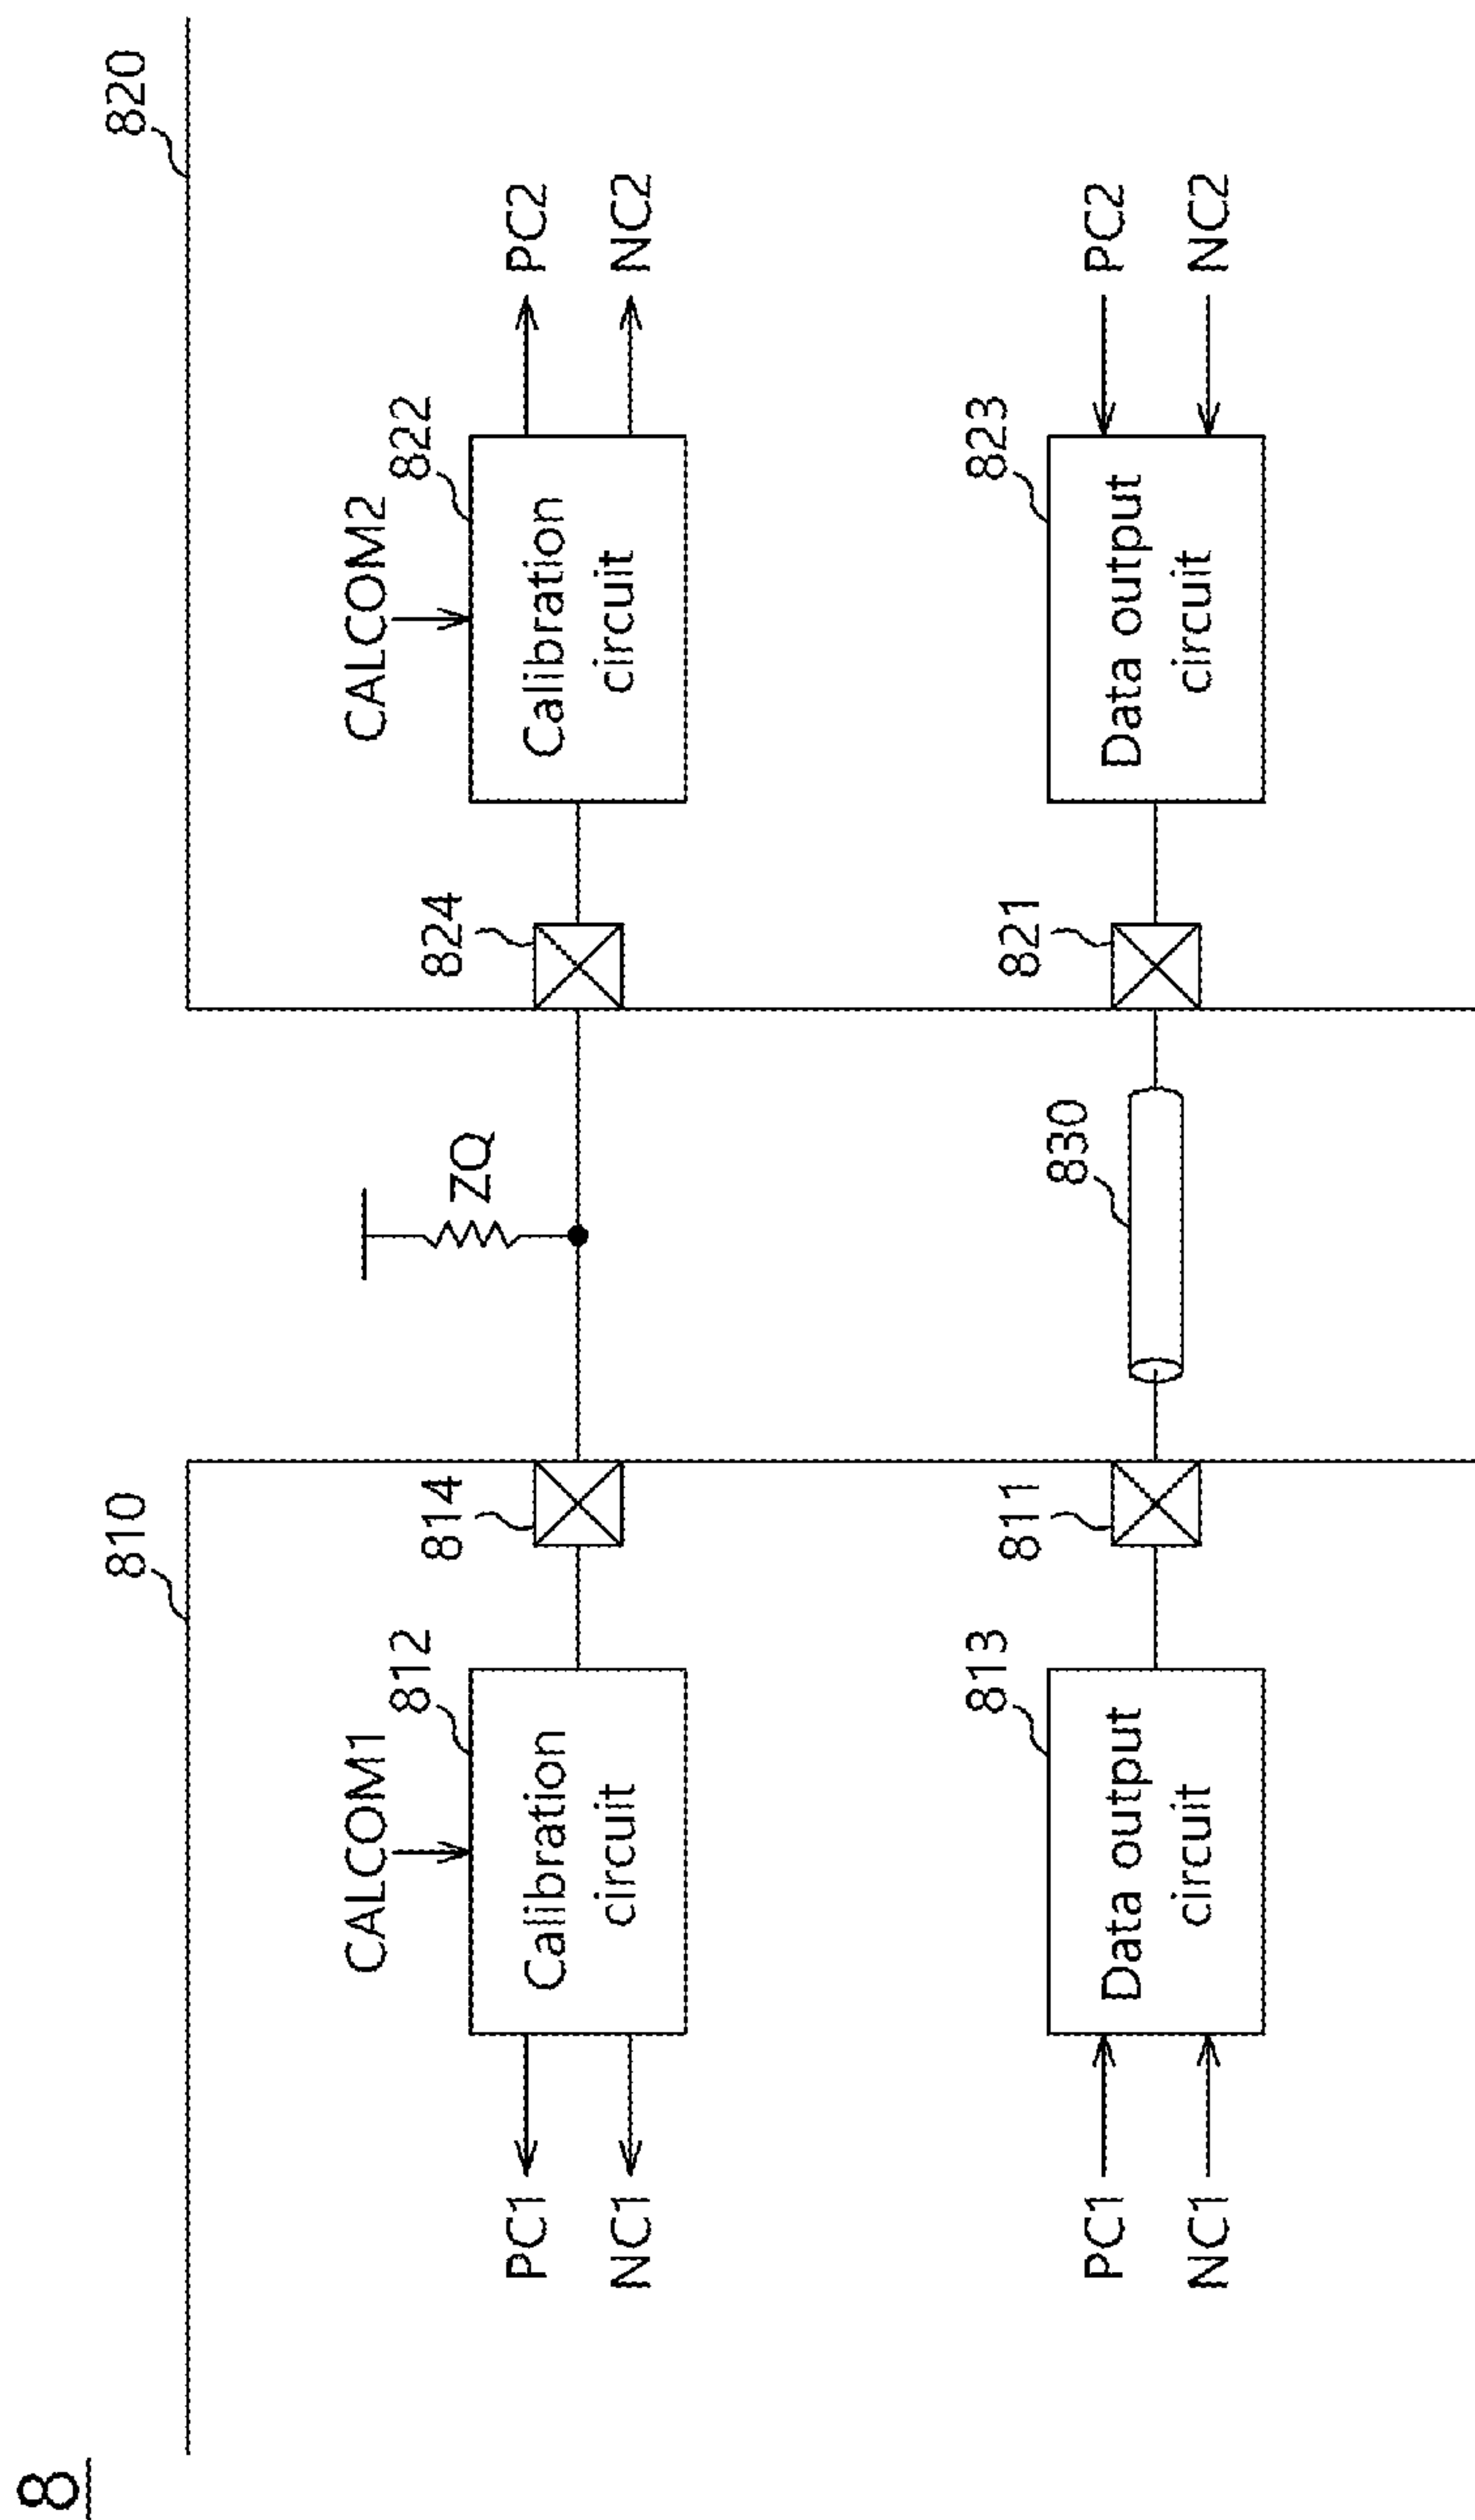 8
810
820
CALCOM1
812
CALCOM2
822
PC1
NC1
Calibration
circuit
814
ZQ
824
Calibration
circuit
PC2
NC2
813
811
830
821
823
PC1
NC1
Data output
circuit
Data output
circuit
PC2
NC2